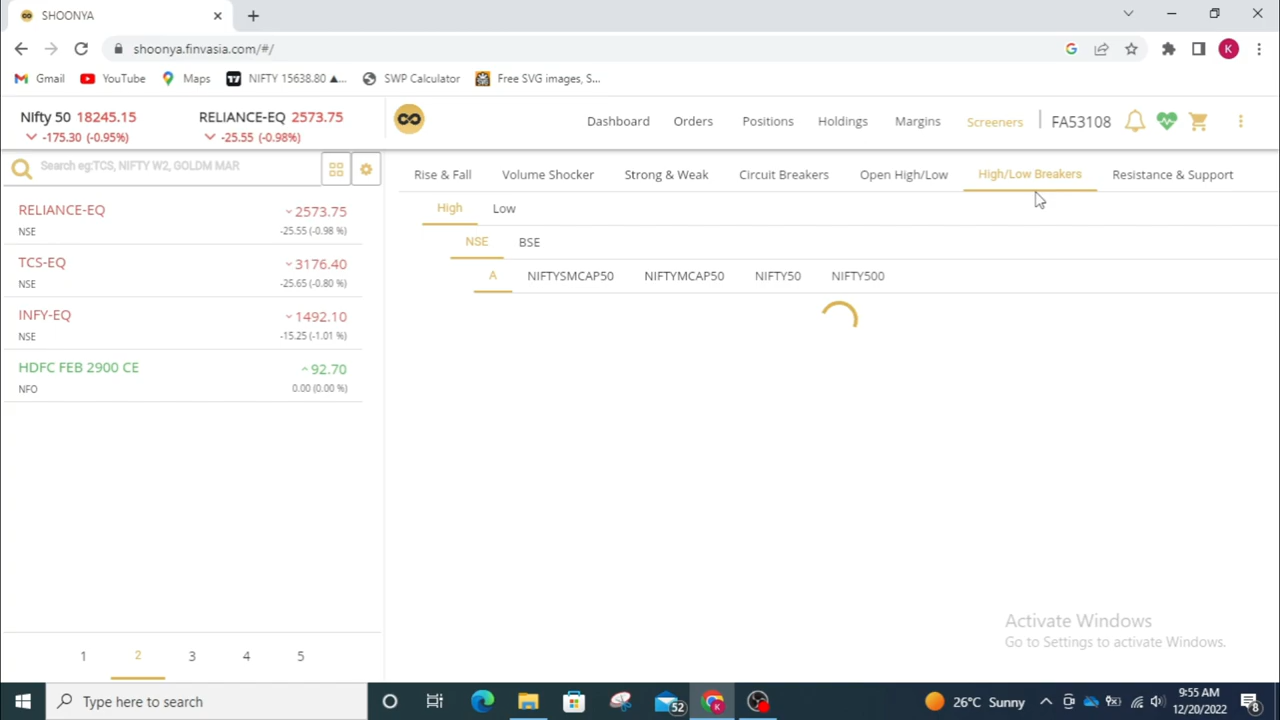 SHOONYA
shoonya.finvasia.com/#/
K
Gmail
YouTube
Maps
NIFTY 15638.80 ▲...
SWP Calculator
Free SVG images, S...
NIfty 50 18245.15
-175.30 (-0.95%)
RELIANCE-EQ 2573.75
-25.55 (-0.98%)
Dashboard
Orders
Positions
Holdings
Margins
Screeners
FA53108
Search eg:TCS, NIFTY W2, GOLDM MAR
Rise & Fall
Volume Shocker
Strong & Weak
Circuit Breakers
Open High/Low
High/Low Breakers
Resistance & Support
High
Low
NSE
BSE
A
NIFTYSMCAP50
NIFTYMCAP50
NIFTY50
NIFTY500
RELIANCE-EQ 2573.75
NSE -25.55 (-0.98 %)
TCS-EQ 3176.40
NSE -25.65 (-0.80 %)
INFY-EQ 1492.10
NSE -15.25 (-1.01 %)
HDFC FEB 2900 CE 92.70
NFO 0.00 (0.00 %)
1 2 3 4 5
Activate Windows
Go to Settings to activate Windows.
Type here to search
52
K
26°C Sunny
9:55 AM
12/20/2022
8